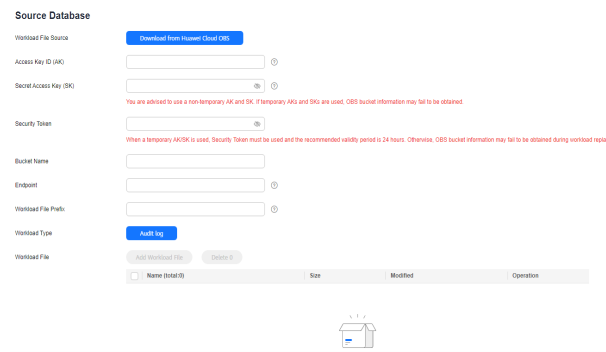 Source Database
Workload File Source
Download from Huawei Cloud OBS
Access Key ID (AK)
Secret Access Key (SK)
You are advised to use a non-temporary AK and SK. If temporary AKs and SKs are used, OBS bucket information may fail to be obtained.
Security Token
When a temporary AK/SK is used, Security Token must be used and the recommended validity period is 24 hours. Otherwise, OBS bucket information may fail to be obtained during workload repla
Bucket Name
Endpoint
Workload File Prefix
Workload Type
Audit log
Workload File
Add Workload File Delete 0
Name (total:0) Size Modified Operation